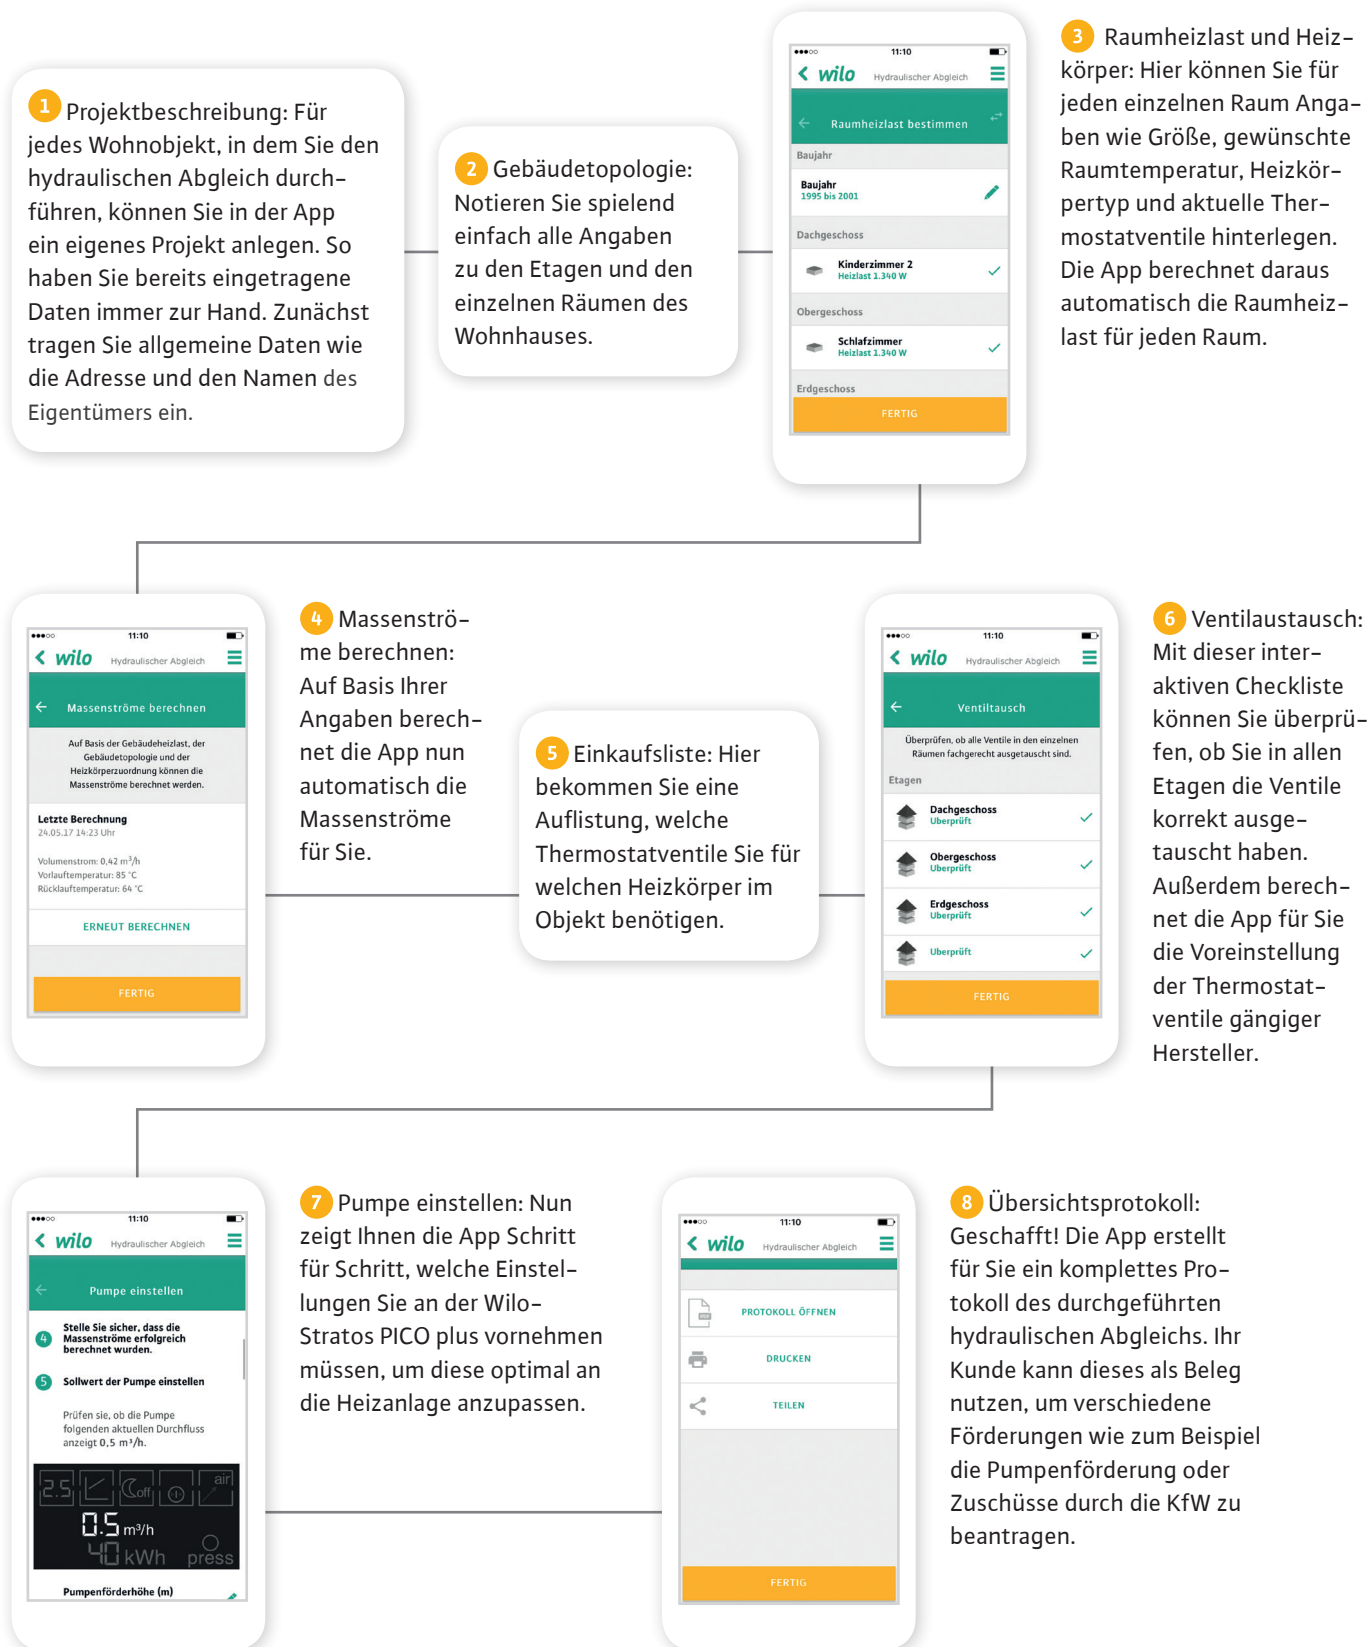 1 Projektbeschreibung: Für
jedes Wohnobjekt, in dem Sie den
hydraulischen Abgleich durch-
führen, können Sie in der App
ein eigenes Projekt anlegen. So
haben Sie bereits eingetragene
Daten immer zur Hand. Zunächst
tragen Sie allgemeine Daten wie
die Adresse und den Namen des
Eigentümers ein.
2 Gebäudetopologie:
Notieren Sie spielend
einfach alle Angaben
zu den Etagen und den
einzelnen Räumen des
Wohnhauses.
11:10
wilo Hydraulischer Abgleich
Raumheizlast bestimmen
Baujahr
Baujahr
1995 bis 2001
Dachgeschoss
Kinderzimmer 2
Heizlast 1.340 W
Obergeschoss
Schlafzimmer
Heizlast 1.340 W
Erdgeschoss
FERTIG
3 Raumheizlast und Heiz-
körper: Hier können Sie für
jeden einzelnen Raum Anga-
ben wie Größe, gewünschte
Raumtemperatur, Heizkör-
pertyp und aktuelle Ther-
mostatventile hinterlegen.
Die App berechnet daraus
automatisch die Raumheiz-
last für jeden Raum.
11:10
wilo Hydraulischer Abgleich
Massenströme berechnen
Auf Basis der Gebäudeheizlast, der
Gebäudetopologie und der
Heizkörperzuordnung können die
Massenströme berechnet werden.
Letzte Berechnung
24.05.17 14:23 Uhr
Volumenstrom: 0,42 m³/h
Vorlauftemperatur: 85 °C
Rücklauftemperatur: 64 °C
ERNEUT BERECHNEN
FERTIG
4 Massenströ-
me berechnen:
Auf Basis Ihrer
Angaben berech-
net die App nun
automatisch die
Massenströme
für Sie.
5 Einkaufsliste: Hier
bekommen Sie eine
Auflistung, welche
Thermostatventile Sie für
welchen Heizkörper im
Objekt benötigen.
11:10
wilo Hydraulischer Abgleich
Ventiltausch
Überprüfen, ob alle Ventile in den einzelnen
Räumen fachgerecht ausgetauscht sind.
Etagen
Dachgeschoss
Überprüft
Obergeschoss
Überprüft
Erdgeschoss
Überprüft
Überprüft
FERTIG
6 Ventilaustausch:
Mit dieser inter-
aktiven Checkliste
können Sie überprü-
fen, ob Sie in allen
Etagen die Ventile
korrekt ausge-
tauscht haben.
Außerdem berech-
net die App für Sie
die Voreinstellung
der Thermostat-
ventile gängiger
Hersteller.
11:10
wilo Hydraulischer Abgleich
Pumpe einstellen
4 Stelle Sie sicher, dass die
Massenströme erfolgreich
berechnet wurden.
5 Sollwert der Pumpe einstellen
Prüfen sie, ob die Pumpe
folgenden aktuellen Durchfluss
anzeigt 0,5 m³/h.
2.5 off air
0.5 m³/h
40 kWh press
Pumpenförderhöhe (m)
7 Pumpe einstellen: Nun
zeigt Ihnen die App Schritt
für Schritt, welche Einstel-
lungen Sie an der Wilo-
Stratos PICO plus vornehmen
müssen, um diese optimal an
die Heizanlage anzupassen.
11:10
wilo Hydraulischer Abgleich
PROTOKOLL ÖFFNEN
DRUCKEN
TEILEN
FERTIG
8 Übersichtsprotokoll:
Geschafft! Die App erstellt
für Sie ein komplettes Pro-
tokoll des durchgeführten
hydraulischen Abgleichs. Ihr
Kunde kann dieses als Beleg
nutzen, um verschiedene
Förderungen wie zum Beispiel
die Pumpenförderung oder
Zuschüsse durch die KfW zu
beantragen.